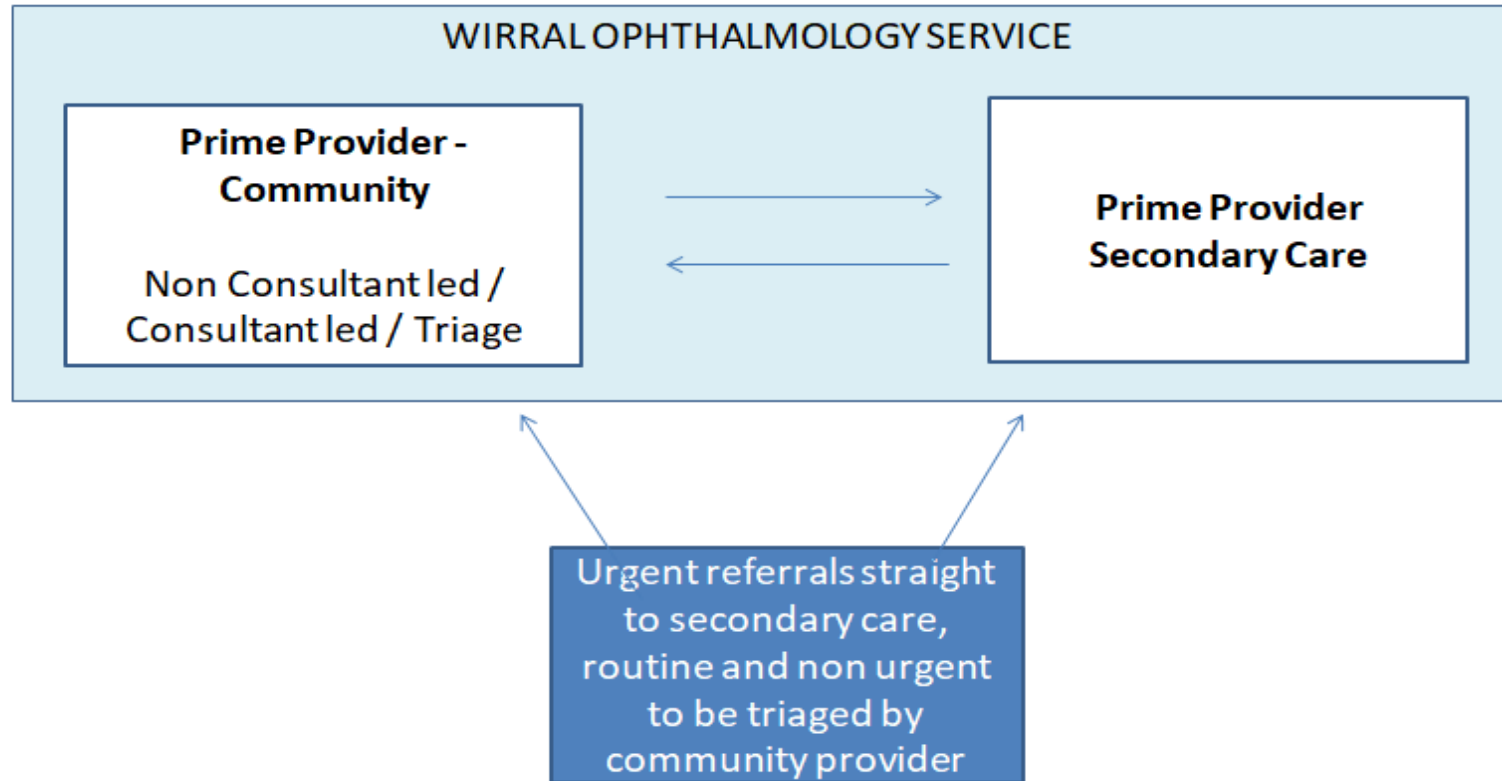 WIRRAL OPHTHALMOLOGY SERVICE
Prime Provider -
Community
Non Consultant led /
Consultant led / Triage
Prime Provider
Secondary Care
Urgent referrals straight
to secondary care,
routine and non urgent
to be triaged by
community provider